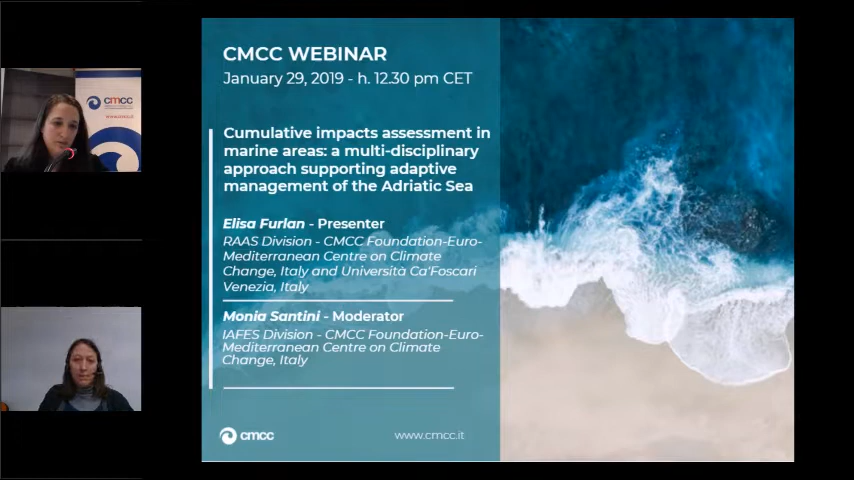 CMCC WEBINAR
January 29, 2019 - h. 12.30 pm CET
Cumulative impacts assessment in
marine areas: a multi-disciplinary
approach supporting adaptive
management of the Adriatic Sea
Elisa Furlan - Presenter
RAAS Division - CMCC Foundation-Euro-
Mediterranean Centre on Climate
Change, Italy and Università Ca'Foscari
Venezia, Italy
Monia Santini - Moderator
IAFES Division - CMCC Foundation-Euro-
Mediterranean Centre on Climate
Change, Italy
cmcc
www.cmcc.it
cmcc